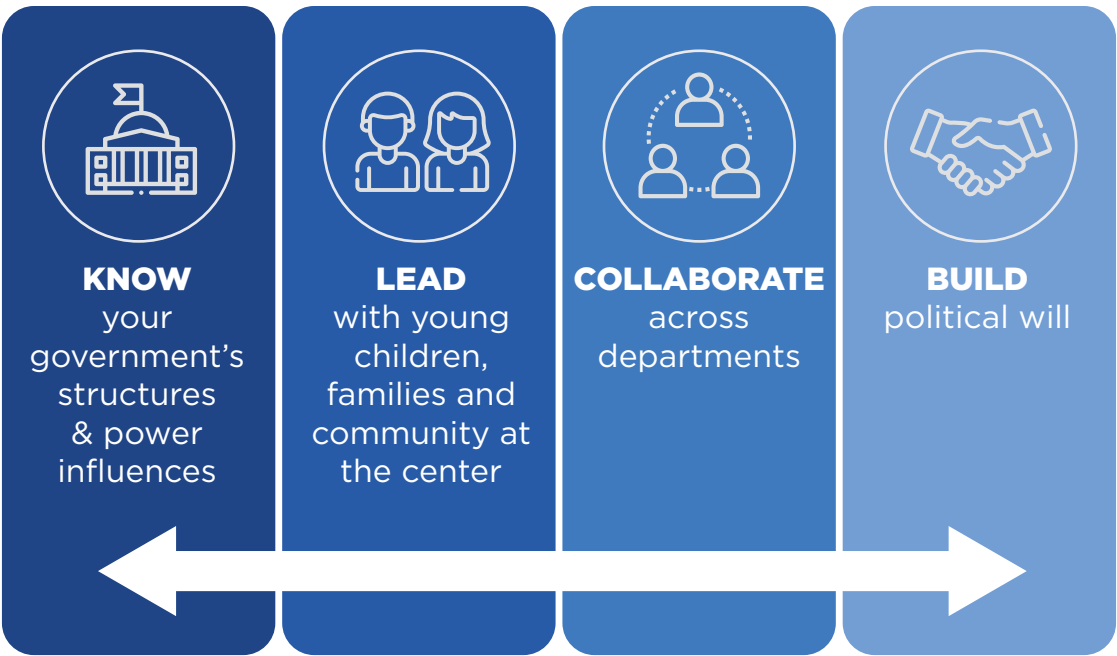 KNOW
your
government’s
structures
& power
influences
LEAD
with young
children,
families and
community at
the center
COLLABORATE
across
departments
BUILD
political will